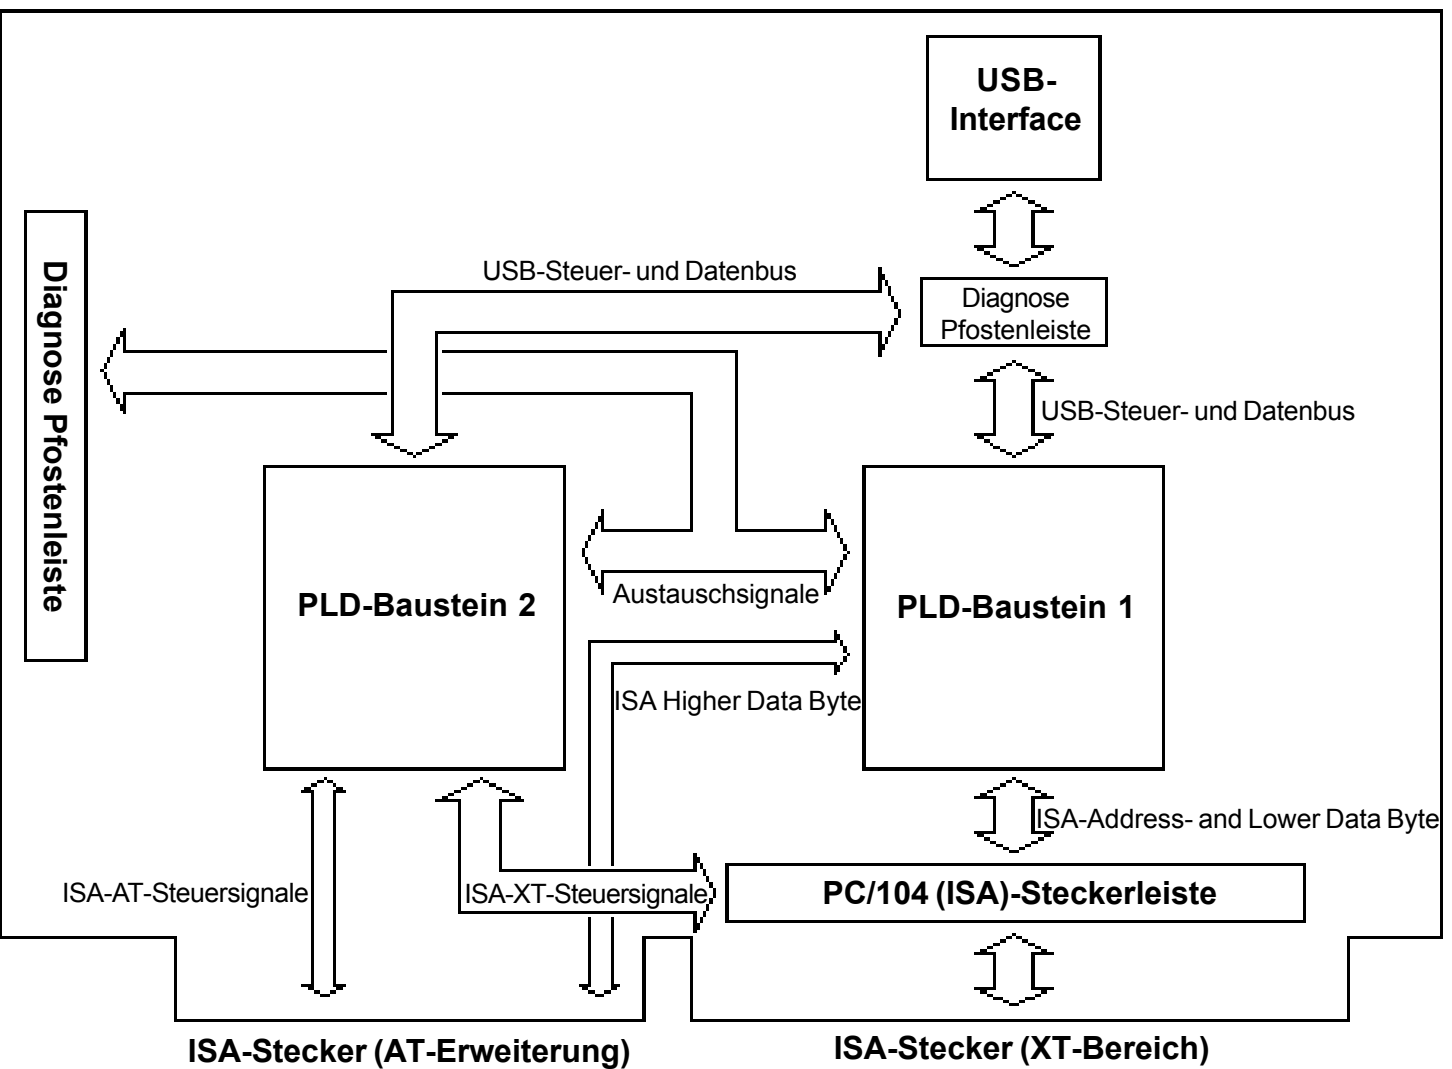 USB-
Interface
USB-Steuer- und Datenbus
Diagnose
Pfostenleiste
Diagnose Pfostenleiste
USB-Steuer- und Datenbus
PLD-Baustein 2
Austauschsignale
PLD-Baustein 1
ISA Higher Data Byte
ISA-Address- and Lower Data Byte
ISA-AT-Steuersignale
ISA-XT-Steuersignale
PC/104 (ISA)-Steckerleiste
ISA-Stecker (AT-Erweiterung)
ISA-Stecker (XT-Bereich)